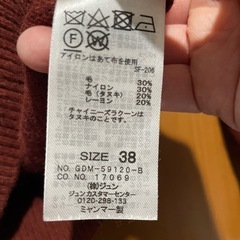 アイロンはあて布を使用
SF-206
毛 30%
ナイロン 30%
毛(タヌキ) 20%
レーヨン 20%
チャイニーズラクーンは
タヌキのことです。
SIZE 38
NO. GDM-59120-B
CO. NO. 17069
(株)ジュン
ジュンカスタマーセンター
0120-298-133
ミャンマー製